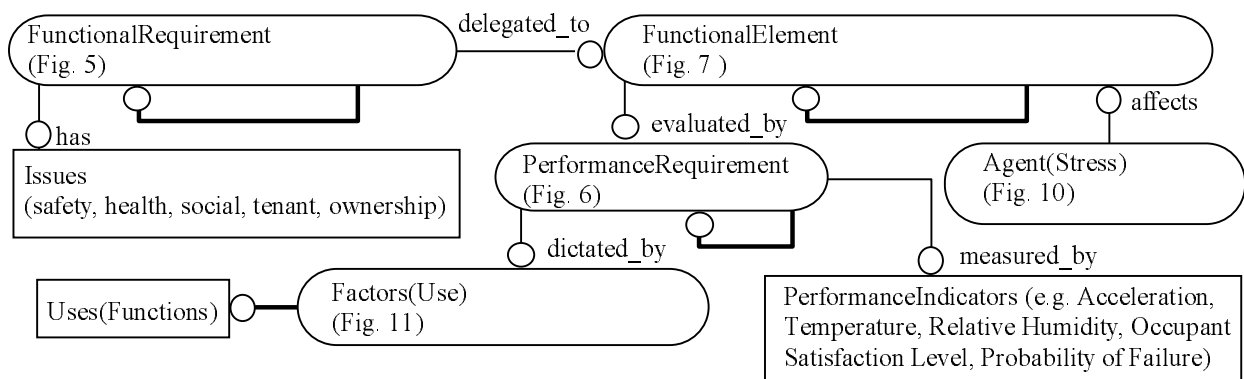 FunctionalRequirement
(Fig. 5)
delegated_to
FunctionalElement
(Fig. 7 )
has
evaluated_by
affects
Issues
(safety, health, social, tenant, ownership)
PerformanceRequirement
(Fig. 6)
Agent(Stress)
(Fig. 10)
dictated_by
measured_by
Uses(Functions)
Factors(Use)
(Fig. 11)
PerformanceIndicators (e.g. Acceleration,
Temperature, Relative Humidity, Occupant
Satisfaction Level, Probability of Failure)